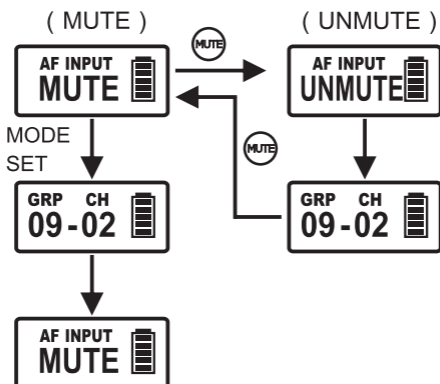 ( MUTE )
( UNMUTE )
MUTE
AF INPUT
MUTE
AF INPUT
UNMUTE
MODE
SET
MUTE
GRP CH
09-02
GRP CH
09-02
AF INPUT
MUTE